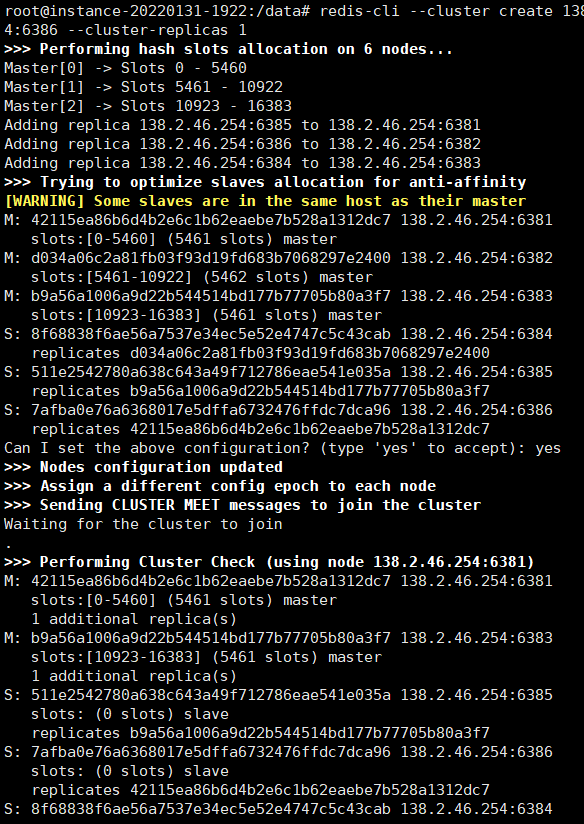 root@instance-20220131-1922:/data# redis-cli --cluster create 138
4:6386 --cluster-replicas 1
>>> Performing hash slots allocation on 6 nodes...
Master[0] -> Slots 0 - 5460
Master[1] -> Slots 5461 - 10922
Master[2] -> Slots 10923 - 16383
Adding replica 138.2.46.254:6385 to 138.2.46.254:6381
Adding replica 138.2.46.254:6386 to 138.2.46.254:6382
Adding replica 138.2.46.254:6384 to 138.2.46.254:6383
>>> Trying to optimize slaves allocation for anti-affinity
[WARNING] Some slaves are in the same host as their master
M: 42115ea86b6d4b2e6c1b62eaebe7b528a1312dc7 138.2.46.254:6381
   slots:[0-5460] (5461 slots) master
M: d034a06c2a81fb03f93d19fd683b7068297e2400 138.2.46.254:6382
   slots:[5461-10922] (5462 slots) master
M: b9a56a1006a9d22b544514bd177b77705b80a3f7 138.2.46.254:6383
   slots:[10923-16383] (5461 slots) master
S: 8f68838f6ae56a7537e34ec5e52e4747c5c43cab 138.2.46.254:6384
   replicates d034a06c2a81fb03f93d19fd683b7068297e2400
S: 511e2542780a638c643a49f712786eae541e035a 138.2.46.254:6385
   replicates b9a56a1006a9d22b544514bd177b77705b80a3f7
S: 7afba0e76a6368017e5dffa6732476ffdc7dca96 138.2.46.254:6386
   replicates 42115ea86b6d4b2e6c1b62eaebe7b528a1312dc7
Can I set the above configuration? (type 'yes' to accept): yes
>>> Nodes configuration updated
>>> Assign a different config epoch to each node
>>> Sending CLUSTER MEET messages to join the cluster
Waiting for the cluster to join
.
>>> Performing Cluster Check (using node 138.2.46.254:6381)
M: 42115ea86b6d4b2e6c1b62eaebe7b528a1312dc7 138.2.46.254:6381
   slots:[0-5460] (5461 slots) master
   1 additional replica(s)
M: b9a56a1006a9d22b544514bd177b77705b80a3f7 138.2.46.254:6383
   slots:[10923-16383] (5461 slots) master
   1 additional replica(s)
S: 511e2542780a638c643a49f712786eae541e035a 138.2.46.254:6385
   slots: (0 slots) slave
   replicates b9a56a1006a9d22b544514bd177b77705b80a3f7
S: 7afba0e76a6368017e5dffa6732476ffdc7dca96 138.2.46.254:6386
   slots: (0 slots) slave
   replicates 42115ea86b6d4b2e6c1b62eaebe7b528a1312dc7
S: 8f68838f6ae56a7537e34ec5e52e4747c5c43cab 138.2.46.254:6384